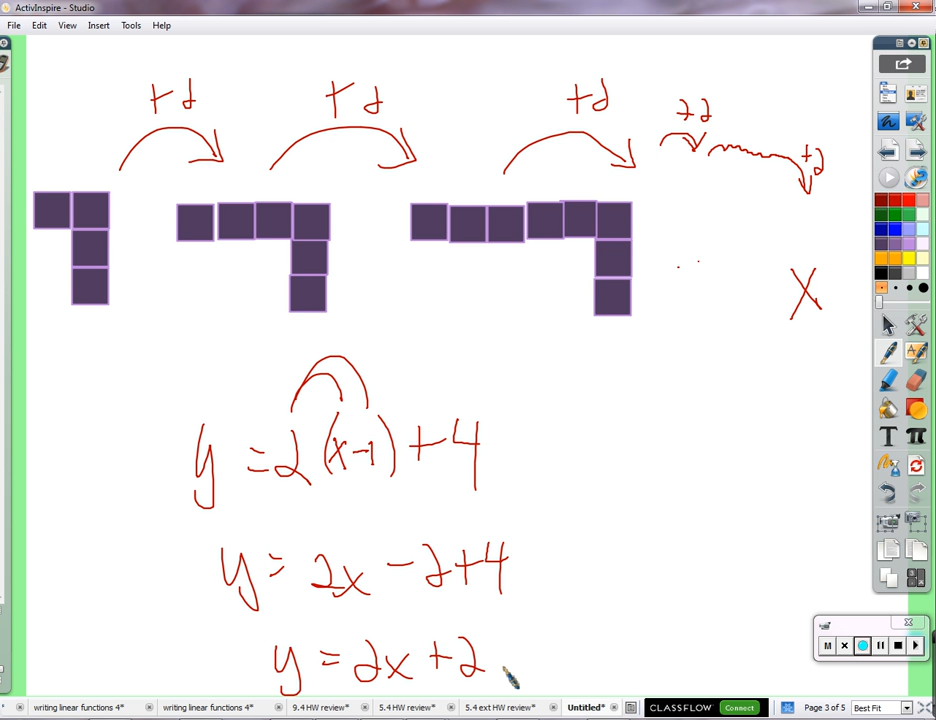 ActivInspire - Studio
File Edit View Insert Tools Help
+2 +2 +2 +2 +2
x
y = 2(x-1)+4
y = 2x - 2+4
y = 2x +2
M
T π
writing linear functions 4* writing linear functions 4* 9.4 HW review* 5.4 HW review* 5.4 ext HW review* Untitled* CLASSFLOW Connect Page 3 of 5 Best Fit